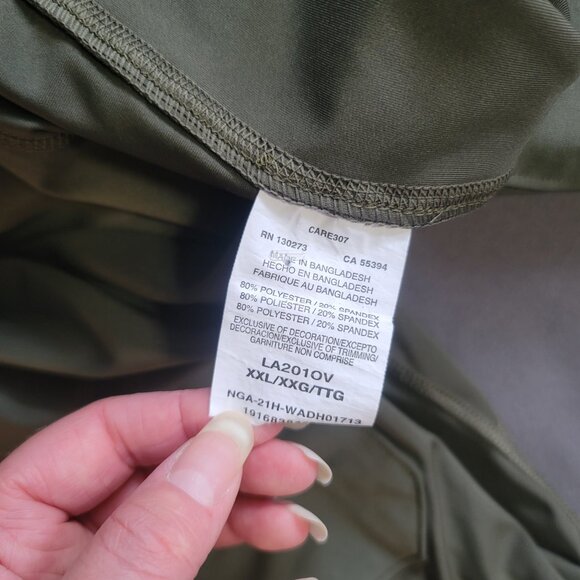 CARE307
RN 130273 CA 55394
MADE IN BANGLADESH
HECHO EN BANGLADESH
FABRIQUE AU BANGLADESH
80% POLYESTER / 20% SPANDEX
80% POLYESTER / 20% SPANDEX
80% POLYESTER / 20% SPANDEX
EXCLUSIVE OF DECORATION/EXCEPTO
DECORACION/EXCLUSIVE OF TRIMMING/
GARNITURE NON COMPRISE
LA201OV
XXL/XXG/TTG
NGA-21H-WADH01713